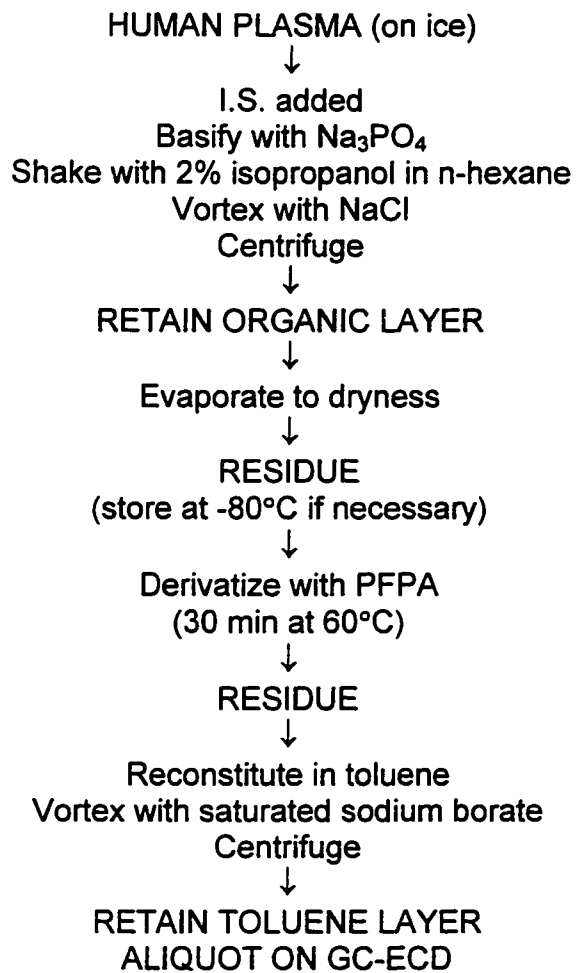 HUMAN PLASMA (on ice)
↓
I.S. added
Basify with Na₃PO₄
Shake with 2% isopropanol in n-hexane
Vortex with NaCl
Centrifuge
↓
RETAIN ORGANIC LAYER
↓
Evaporate to dryness
↓
RESIDUE
(store at -80°C if necessary)
↓
Derivatize with PFPA
(30 min at 60°C)
↓
RESIDUE
↓
Reconstitute in toluene
Vortex with saturated sodium borate
Centrifuge
↓
RETAIN TOLUENE LAYER
ALIQUOT ON GC-ECD